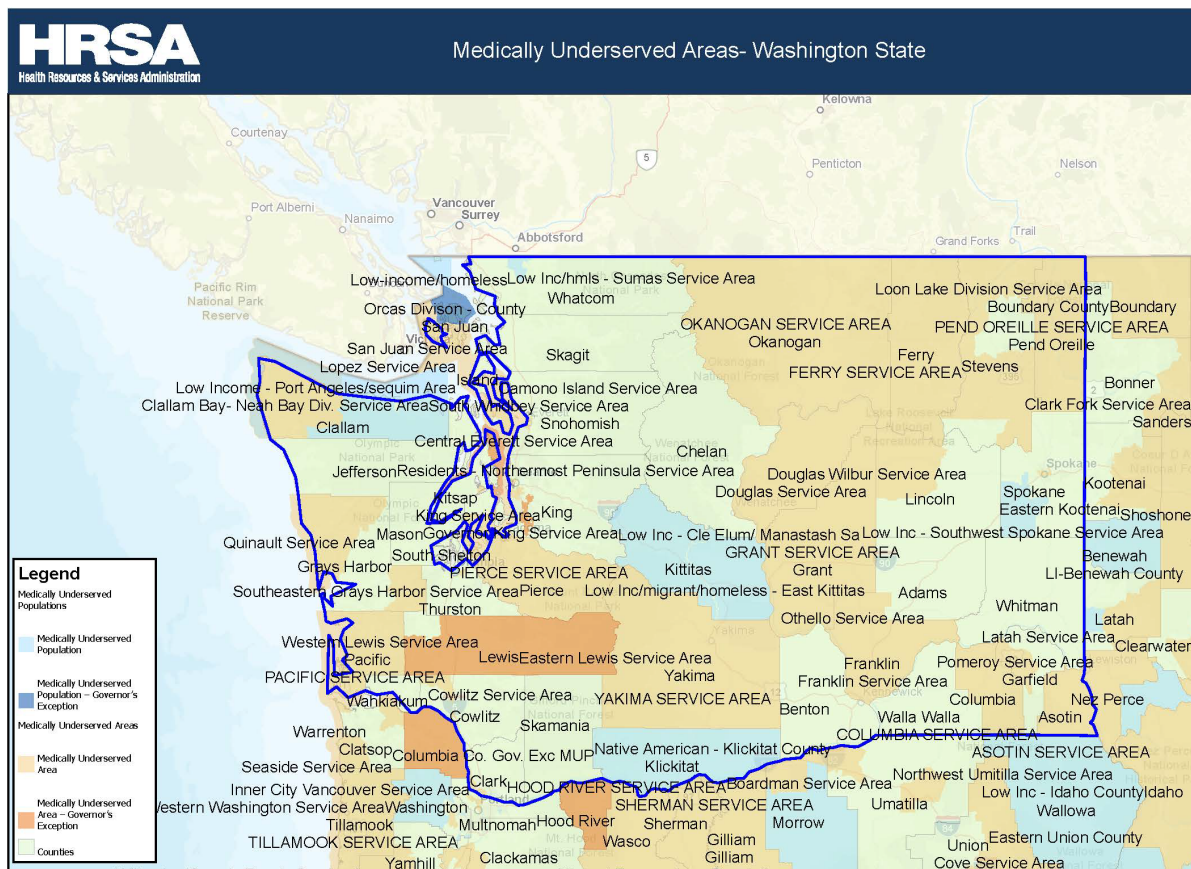 HRSA
Health Resources & Services Administration
Medically Underserved Areas- Washington State
Kelowna
Courtenay
5
Penticton
Nelson
Port Alberni
Vancouver
Surrey
Nanaimo
Abbotsford
Trail
Grand Forks
Pacific Rim
National Park
Reserve
Low-income/homeless
Low Inc/hmls - Sumas Service Area
Whatcom
Loon Lake Division Service Area
Boundary County
Boundary
Orcas Divison - County
San Juan
OKANOGAN SERVICE AREA
Okanogan
PEND OREILLE SERVICE AREA
Pend Oreille
San Juan Service Area
Skagit
Ferry
Stevens
Lopez Service Area
FERRY SERVICE AREA
Island
Bonner
Low Income - Port Angeles/sequim Area
Camono Island Service Area
Clallam Bay- Neah Bay Div. Service Area
South Whidbey Service Area
Clark Fork Service Area
Snohomish
Sanders
Clallam
Central Everett Service Area
Chelan
Jefferson
Residents - Northermost Peninsula Service Area
Douglas Wilbur Service Area
Spokane
Kootenai
Kitsap
Douglas Service Area
Lincoln
Spokane
Eastern Kootenai
King Service Area
King
Shoshone
Mason
Governor
King Service Area
Low Inc - Cle Elum/ Manastash Sa
Low Inc - Southwest Spokane Service Area
Quinault Service Area
South Shelton
GRANT SERVICE AREA
Benewah
Grays Harbor
PIERCE SERVICE AREA
Kittitas
Grant
LI-Benewah County
Southeastern Grays Harbor Service Area
Pierce
Low Inc/migrant/homeless - East Kittitas
Adams
Thurston
Whitman
Othello Service Area
Latah
Western Lewis Service Area
Yakima
Latah Service Area
Clearwater
Pacific
Lewis
Eastern Lewis Service Area
Franklin
Pomeroy Service Area
PACIFIC SERVICE AREA
Yakima
Franklin Service Area
Garfield
Wahkiakum
Cowlitz Service Area
YAKIMA SERVICE AREA
Benton
Columbia
Nez Perce
Cowlitz
Skamania
Walla Walla
Asotin
Warrenton
COLUMBIA SERVICE AREA
Clatsop
Columbia
Co. Gov. Exc MUP
Native American - Klickitat County
ASOTIN SERVICE AREA
Seaside Service Area
Klickitat
Northwest Umitilla Service Area
Clark
HOOD RIVER SERVICE AREA
Boardman Service Area
Inner City Vancouver Service Area
Low Inc - Idaho County
Idaho
Western Washington Service Area
Washington
SHERMAN SERVICE AREA
Umatilla
Wallowa
Tillamook
Multnomah
Hood River
Sherman
Morrow
TILLAMOOK SERVICE AREA
Wasco
Gilliam
Eastern Union County
Clackamas
Gilliam
Union
Yamhill
Cove Service Area
Legend
Medically Underserved
Populations
Medically Underserved
Population
Medically Underserved
Population – Governor's
Exception
Medically Underserved Areas
Medically Underserved
Area
Medically Underserved
Area – Governor's
Exception
Counties